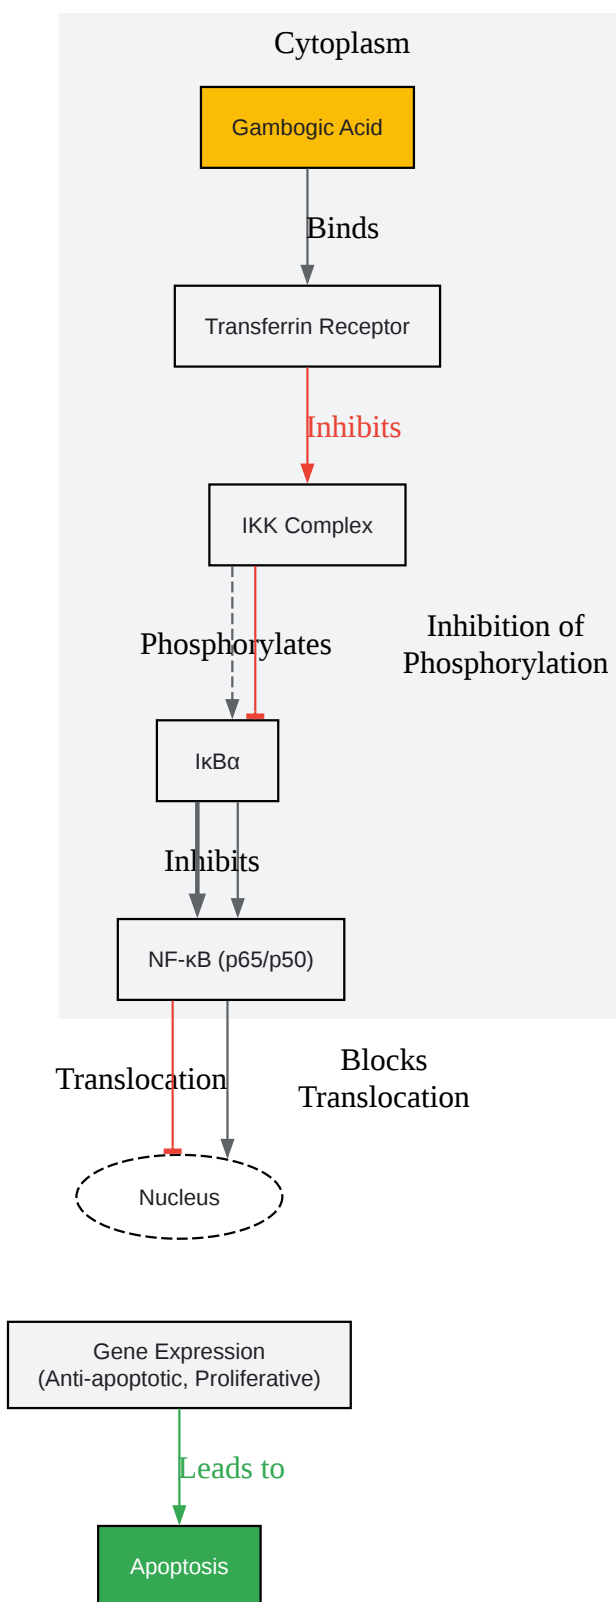 Cytoplasm
Gambogic Acid
Binds
Transferrin Receptor
Inhibits
IKK Complex
Phosphorylates
Inhibition of
Phosphorylation
IκBα
Inhibits
NF-κB (p65/p50)
Translocation
Blocks
Translocation
Nucleus
Gene Expression
(Anti-apoptotic, Proliferative)
Leads to
Apoptosis